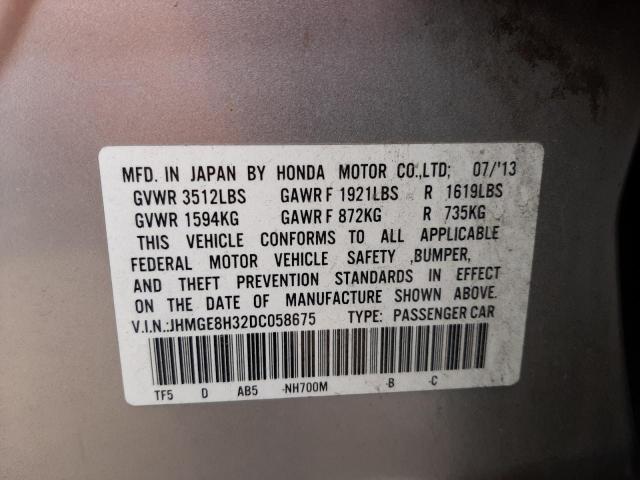 MFD. IN JAPAN BY HONDA MOTOR CO.,LTD; 07/'13
GVWR 3512LBS GAWR F 1921LBS R 1619LBS
GVWR 1594KG GAWR F 872KG R 735KG
THIS VEHICLE CONFORMS TO ALL APPLICABLE
FEDERAL MOTOR VEHICLE SAFETY ,BUMPER,
AND THEFT PREVENTION STANDARDS IN EFFECT
ON THE DATE OF MANUFACTURE SHOWN ABOVE.
V.I.N.:JHMGE8H32DC058675 TYPE: PASSENGER CAR
TF5 D AB5 -NH700M -B -C